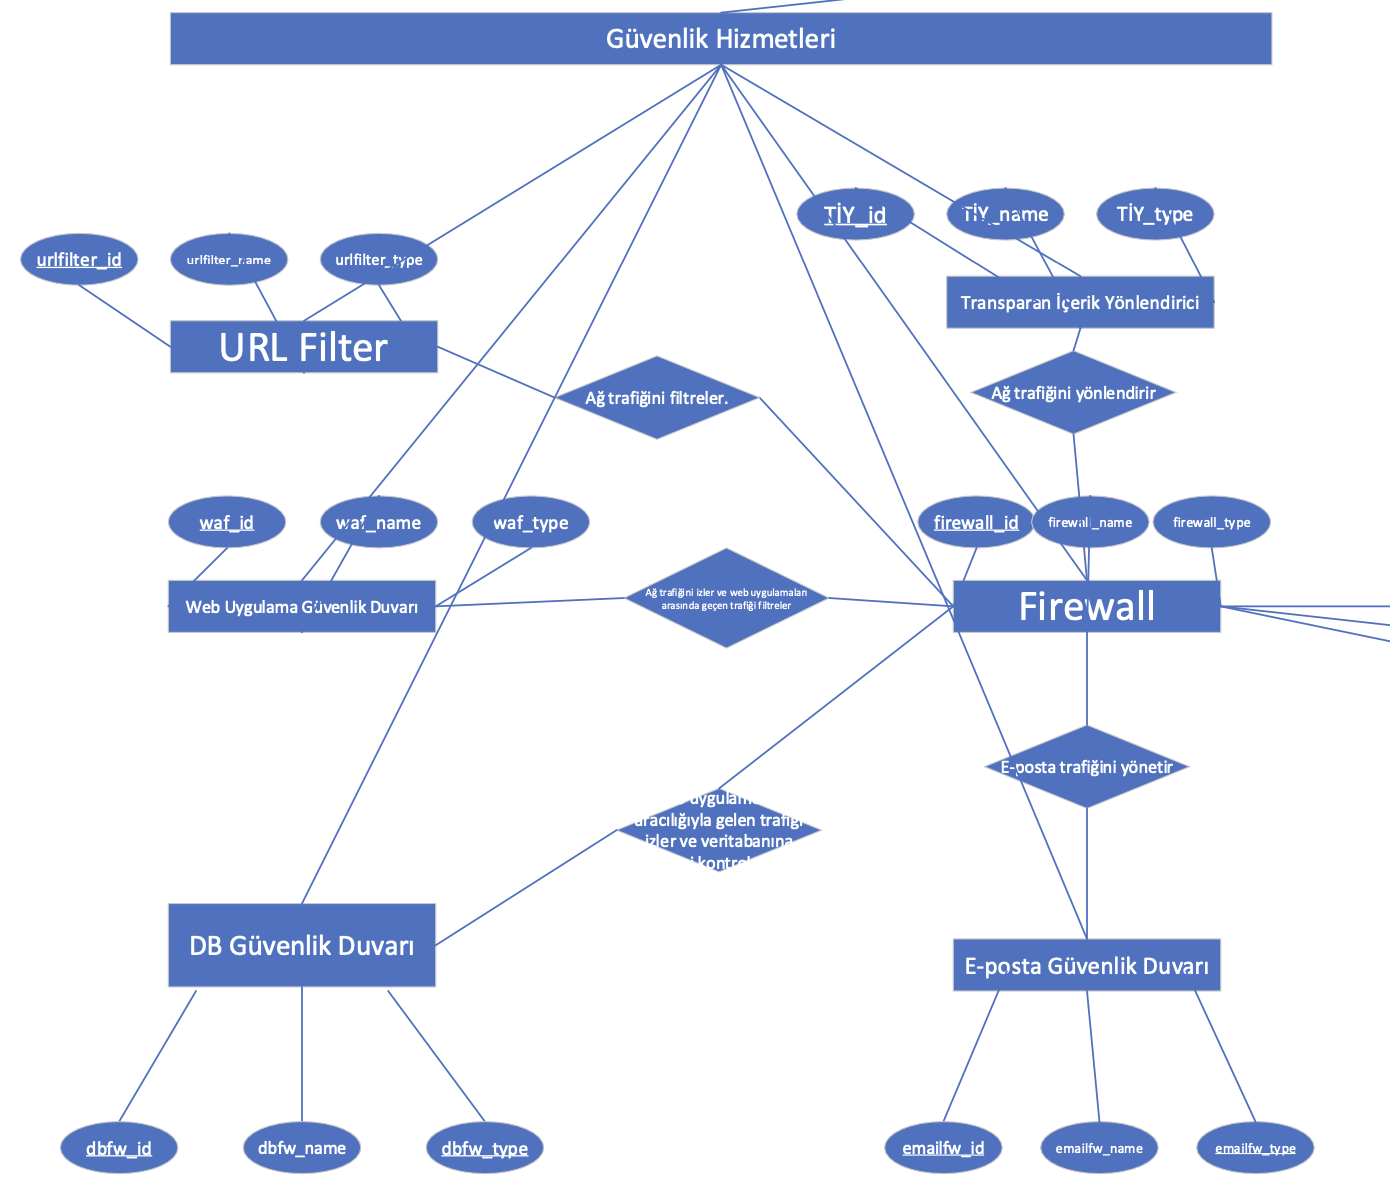 Güvenlik Hizmetleri
TİY_id
TİY_name
TİY_type
urlfilter_id
urlfilter_name
urlfilter_type
Transparan İçerik Yönlendirici
URL Filter
Ağ trafiğini filtreler.
Ağ trafiğini yönlendirir
waf_id
waf_name
waf_type
firewall_id
firewall_name
firewall_type
Web Uygulama Güvenlik Duvarı
Ağ trafiğini izler ve web uygulamaları
arasında geçen trafiği filtreler
Firewall
E-posta trafiğini yönetir
aracılığıyla gelen trafiği
izler ve veritabanına
DB Güvenlik Duvarı
E-posta Güvenlik Duvarı
dbfw_id
dbfw_name
dbfw_type
emailfw_id
emailfw_name
emailfw_type